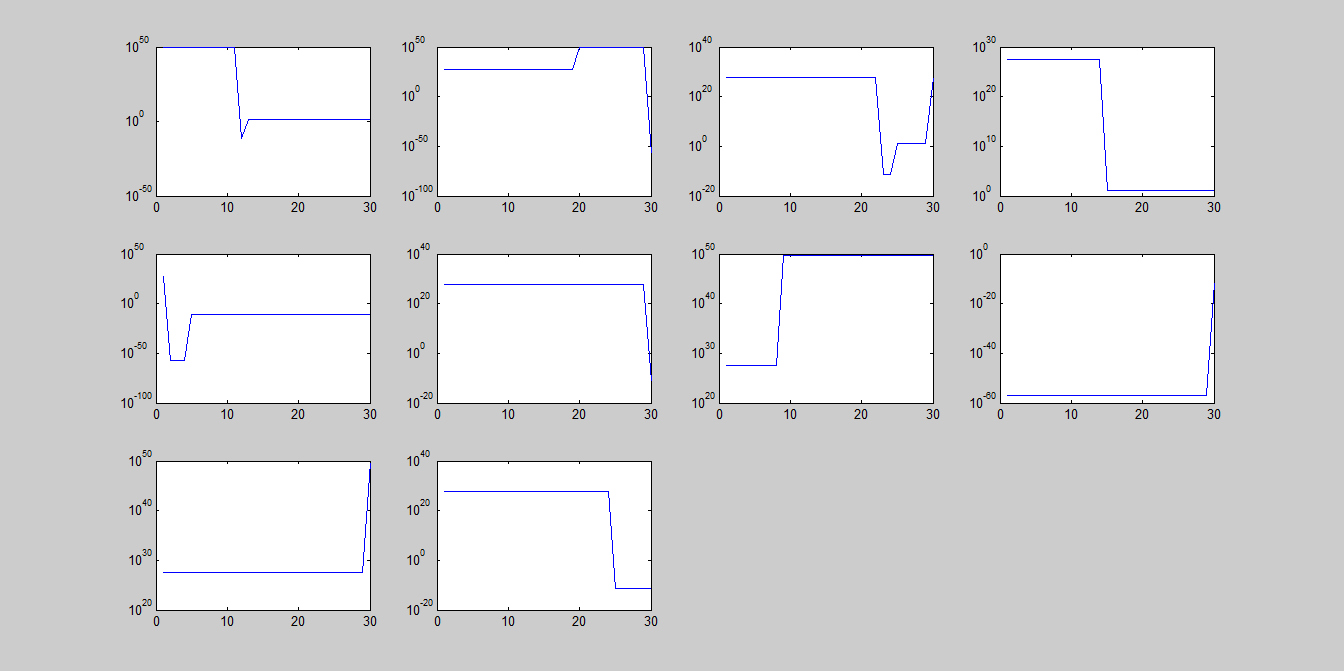 10^50 10^50 10^40 10^30
10^20
10^0 10^0 10^20
10^0 10^10
10^-50
10^-50 10^-100 10^-20 10^0
0 10 20 30 0 10 20 30 0 10 20 30 0 10 20 30
10^50 10^40 10^50 10^0
10^0 10^20 10^40 10^-20
10^-50 10^0 10^30 10^-40
10^-100 10^-20 10^20 10^-60
0 10 20 30 0 10 20 30 0 10 20 30 0 10 20 30
10^50 10^40
10^40 10^20
10^30 10^0
10^20 10^-20
0 10 20 30 0 10 20 30